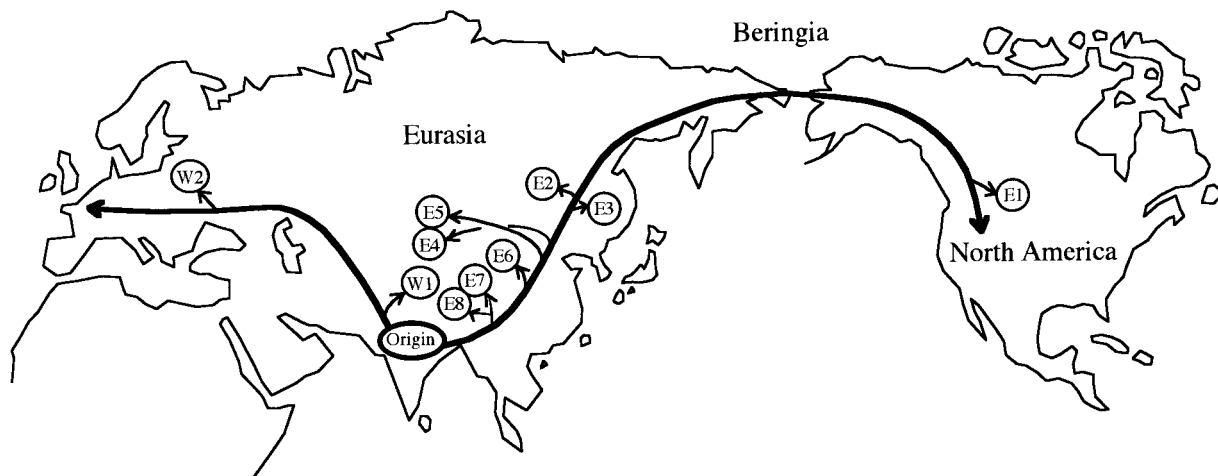 Beringia
Eurasia
W2
E2
E3
E1
E5
E4
E6
North America
W1
E7
E8
Origin